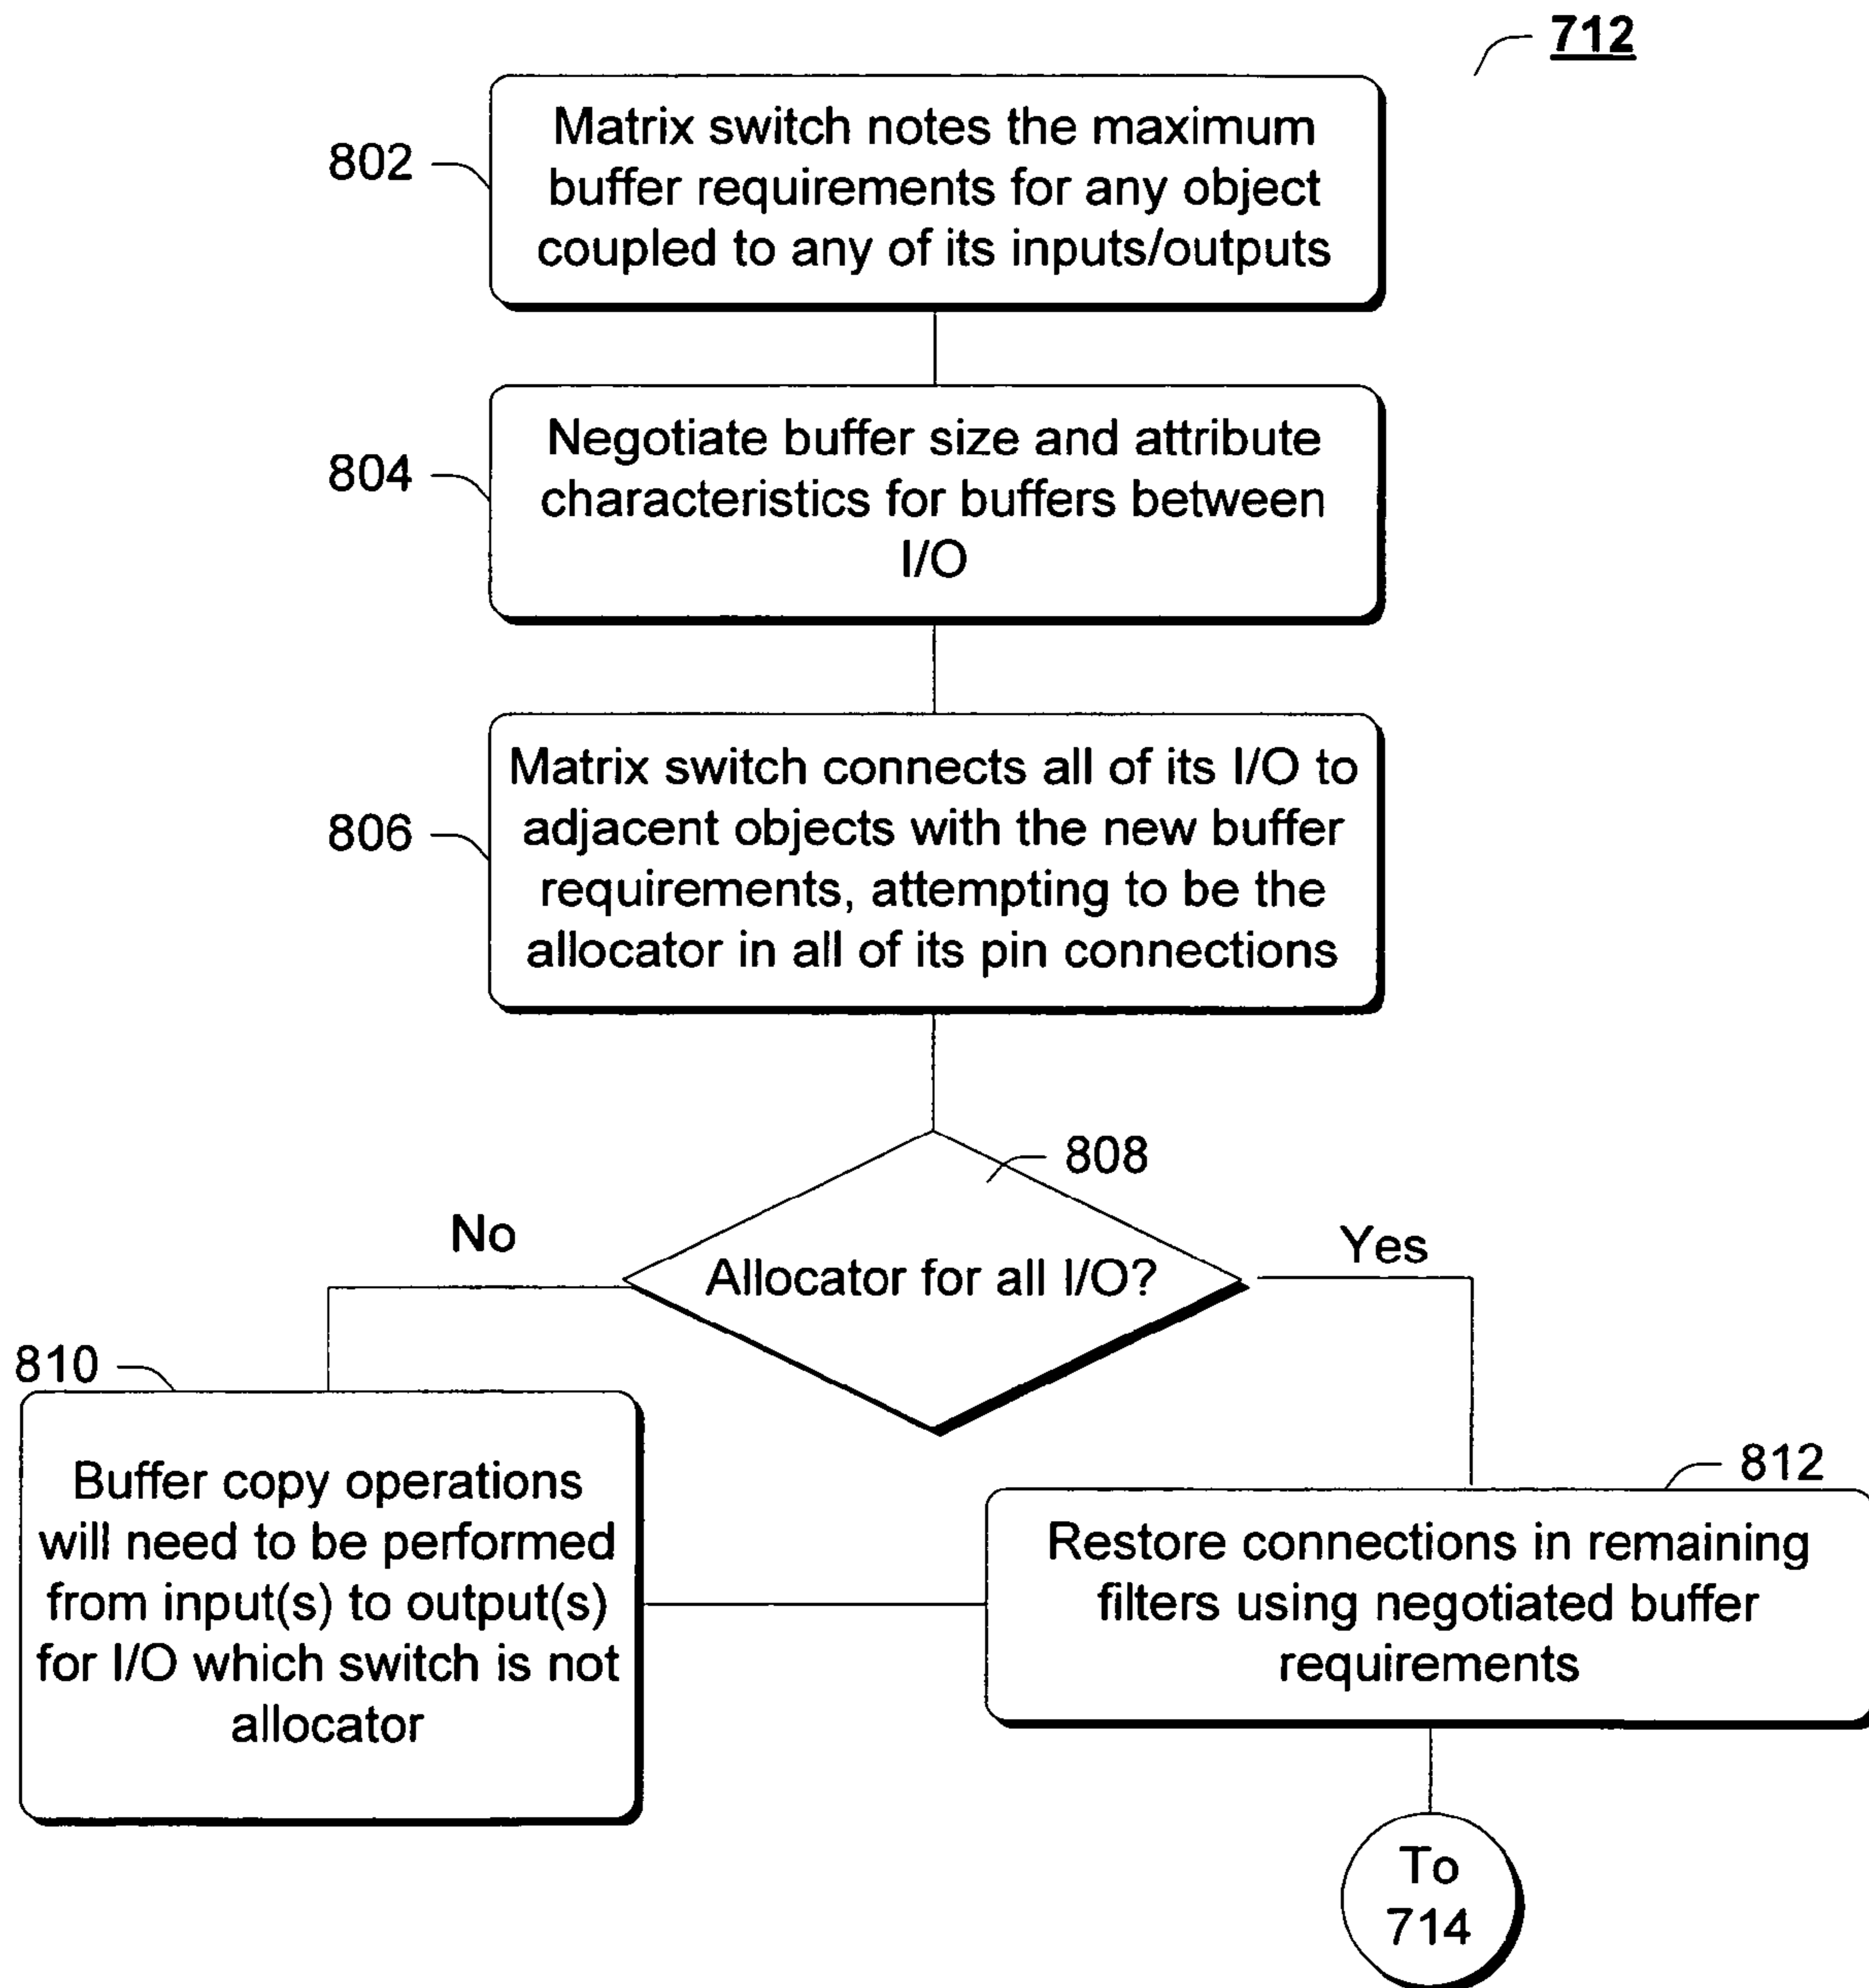 712
802
Matrix switch notes the maximum
buffer requirements for any object
coupled to any of its inputs/outputs
804
Negotiate buffer size and attribute
characteristics for buffers between
I/O
806
Matrix switch connects all of its I/O to
adjacent objects with the new buffer
requirements, attempting to be the
allocator in all of its pin connections
808
No
Allocator for all I/O?
Yes
810
Buffer copy operations
will need to be performed
from input(s) to output(s)
for I/O which switch is not
allocator
812
Restore connections in remaining
filters using negotiated buffer
requirements
To
714